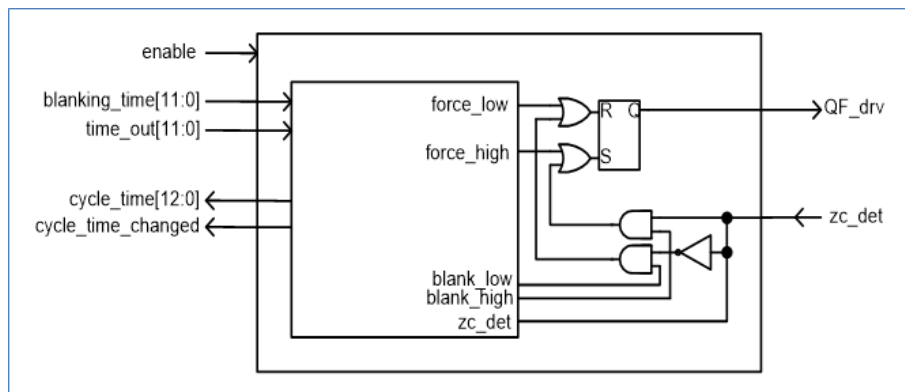 enable
blanking_time[11:0]
time_out[11:0]
cycle_time[12:0]
cycle_time_changed
force_low
force_high
blank_low
blank_high
zc_det
R Q
S
QF_drv
zc_det